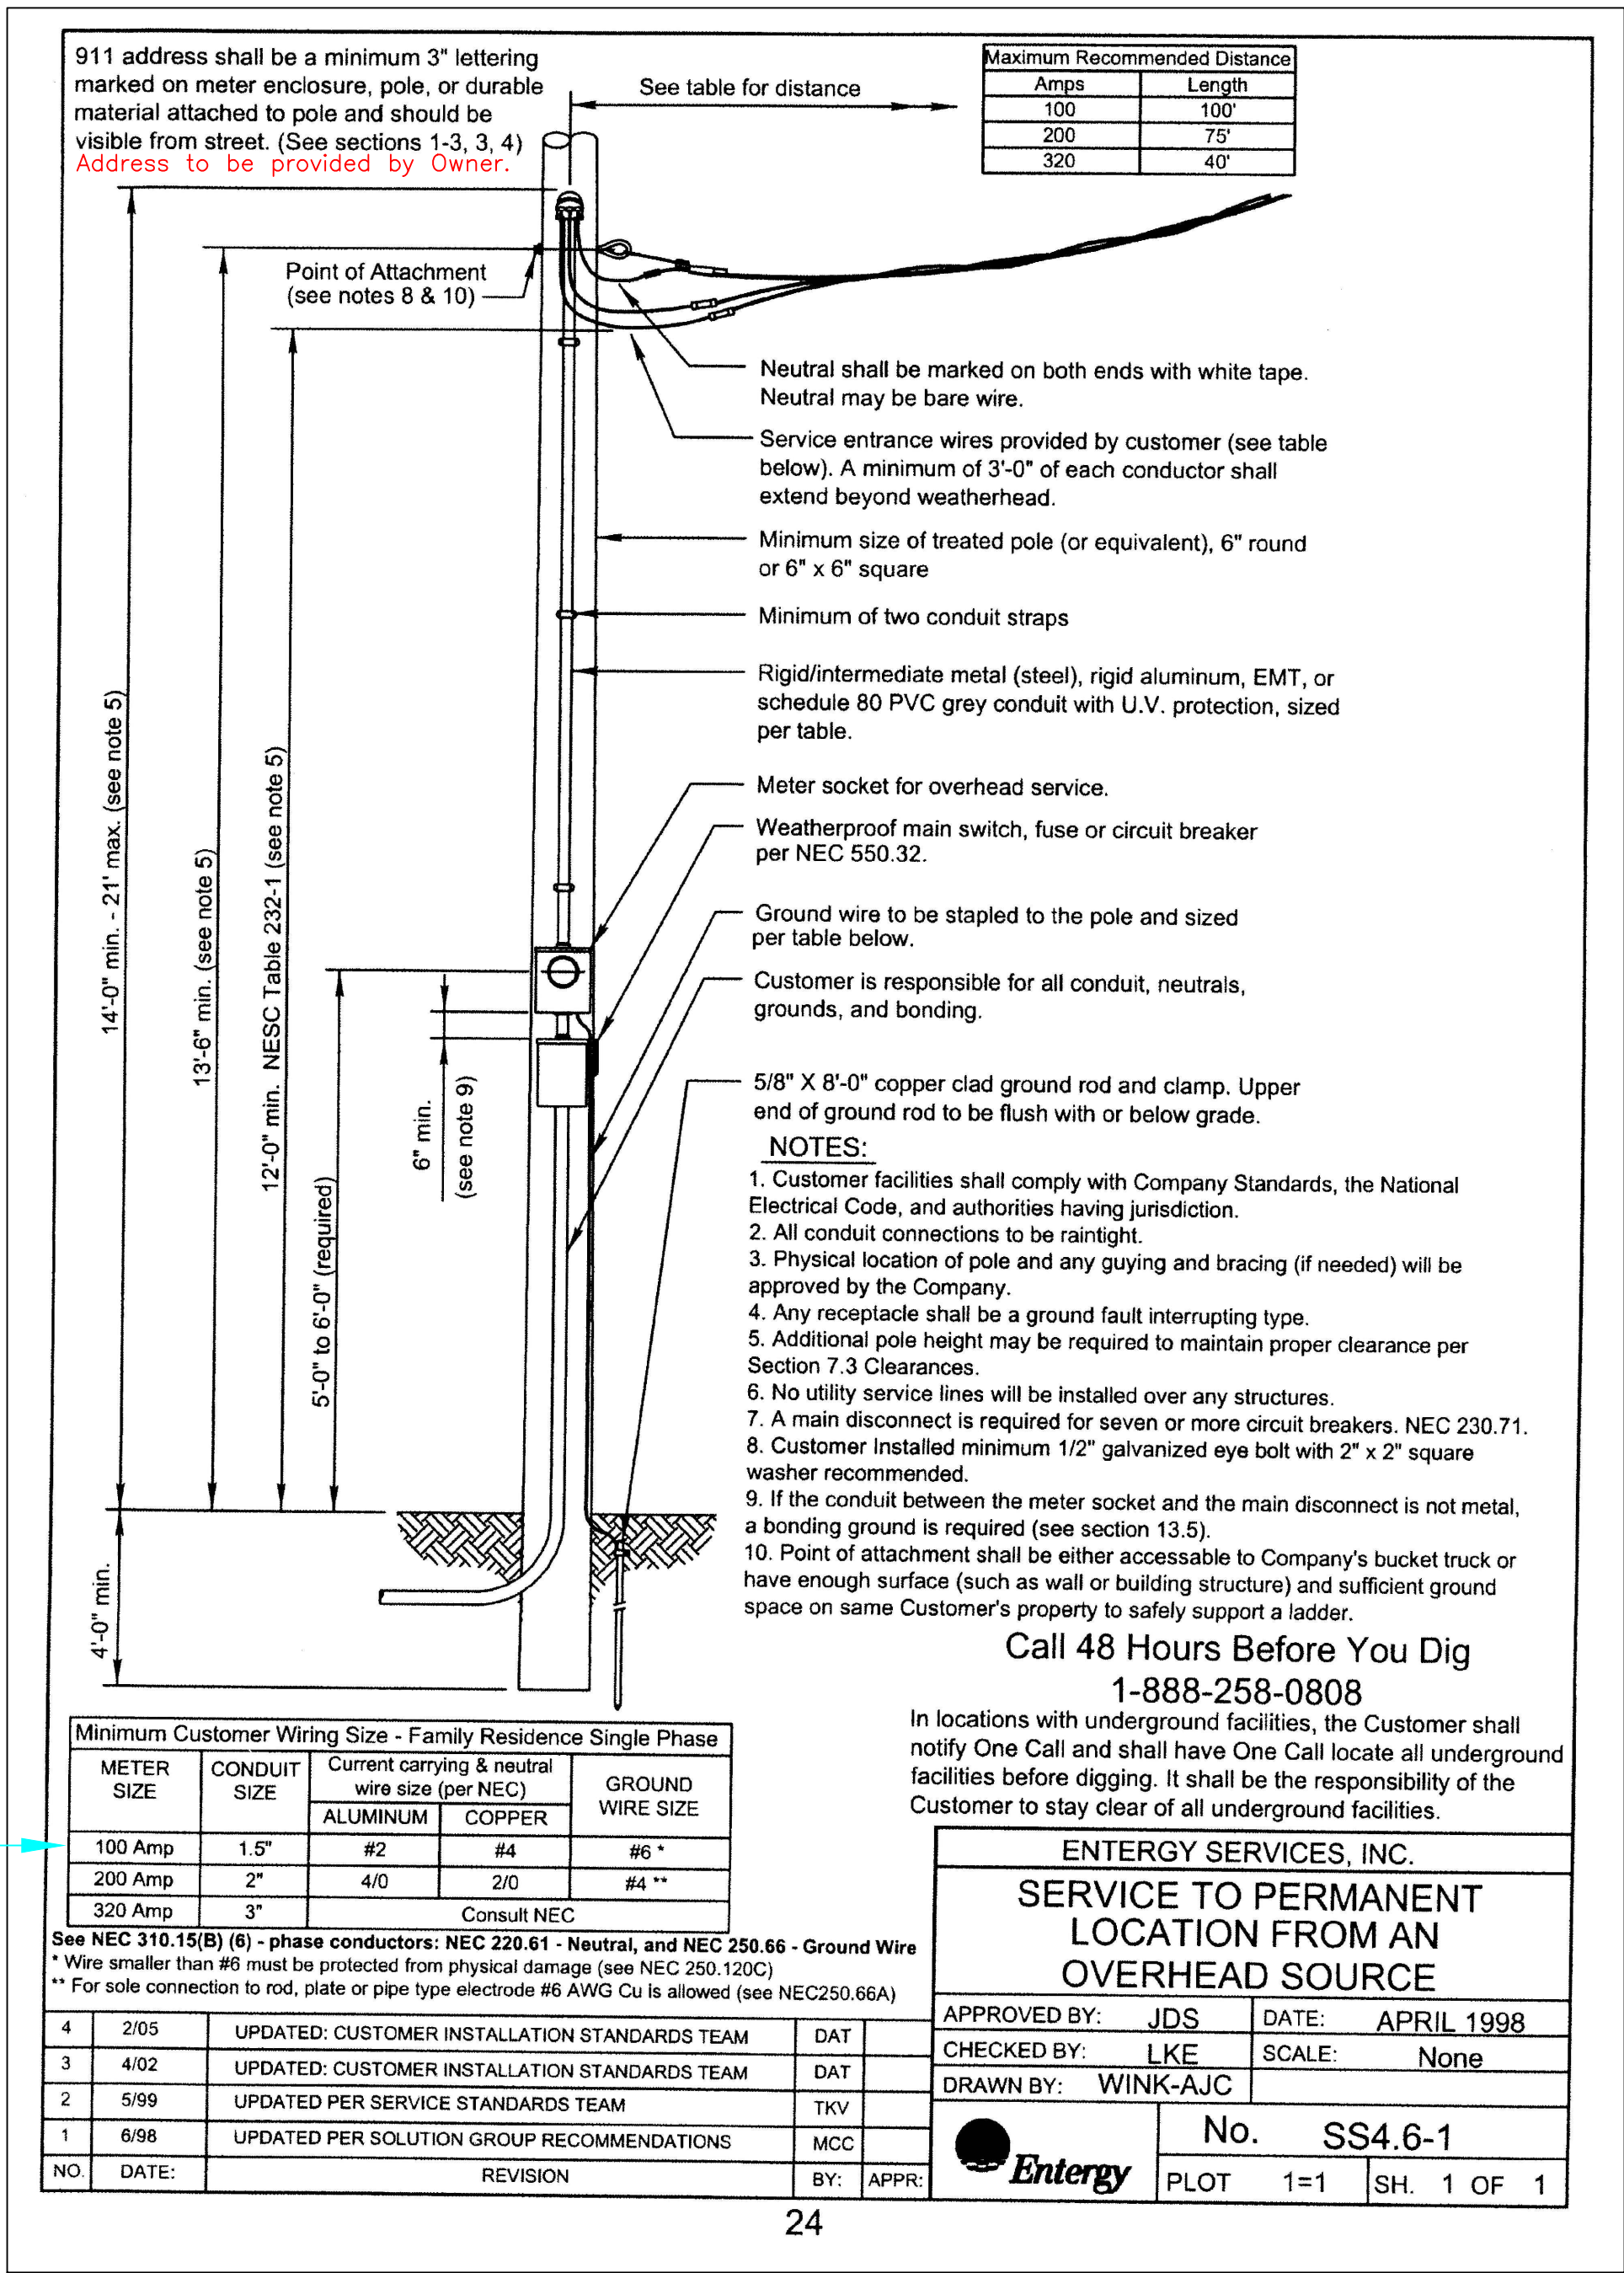 911 address shall be a minimum 3" lettering
marked on meter enclosure, pole, or durable
material attached to pole and should be
visible from street. (See sections 1-3, 3, 4)
Address to be provided by Owner.
See table for distance
Maximum Recommended Distance
Amps Length
100 100'
200 75'
320 40'
Point of Attachment
(see notes 8 & 10)
14'-0" min. - 21' max. (see note 5)
13'-6" min. (see note 5)
12'-0" min. NESC Table 232-1 (see note 5)
5'-0" to 6'-0" (required)
6" min.
(see note 9)
4'-0" min.
Neutral shall be marked on both ends with white tape.
Neutral may be bare wire.
Service entrance wires provided by customer (see table
below). A minimum of 3'-0" of each conductor shall
extend beyond weatherhead.
Minimum size of treated pole (or equivalent), 6" round
or 6" x 6" square
Minimum of two conduit straps
Rigid/intermediate metal (steel), rigid aluminum, EMT, or
schedule 80 PVC grey conduit with U.V. protection, sized
per table.
Meter socket for overhead service.
Weatherproof main switch, fuse or circuit breaker
per NEC 550.32.
Ground wire to be stapled to the pole and sized
per table below.
Customer is responsible for all conduit, neutrals,
grounds, and bonding.
5/8" X 8'-0" copper clad ground rod and clamp. Upper
end of ground rod to be flush with or below grade.
NOTES:
1. Customer facilities shall comply with Company Standards, the National
Electrical Code, and authorities having jurisdiction.
2. All conduit connections to be raintight.
3. Physical location of pole and any guying and bracing (if needed) will be
approved by the Company.
4. Any receptacle shall be a ground fault interrupting type.
5. Additional pole height may be required to maintain proper clearance per
Section 7.3 Clearances.
6. No utility service lines will be installed over any structures.
7. A main disconnect is required for seven or more circuit breakers. NEC 230.71.
8. Customer Installed minimum 1/2" galvanized eye bolt with 2" x 2" square
washer recommended.
9. If the conduit between the meter socket and the main disconnect is not metal,
a bonding ground is required (see section 13.5).
10. Point of attachment shall be either accessable to Company's bucket truck or
have enough surface (such as wall or building structure) and sufficient ground
space on same Customer's property to safely support a ladder.
Call 48 Hours Before You Dig
1-888-258-0808
In locations with underground facilities, the Customer shall
notify One Call and shall have One Call locate all underground
facilities before digging. It shall be the responsibility of the
Customer to stay clear of all underground facilities.
Minimum Customer Wiring Size - Family Residence Single Phase
METER SIZE CONDUIT SIZE Current carrying & neutral wire size (per NEC) GROUND WIRE SIZE
ALUMINUM COPPER
100 Amp 1.5" #2 #4 #6 *
200 Amp 2" 4/0 2/0 #4 **
320 Amp 3" Consult NEC
See NEC 310.15(B) (6) - phase conductors: NEC 220.61 - Neutral, and NEC 250.66 - Ground Wire
* Wire smaller than #6 must be protected from physical damage (see NEC 250.120C)
** For sole connection to rod, plate or pipe type electrode #6 AWG Cu is allowed (see NEC250.66A)
4 2/05 UPDATED: CUSTOMER INSTALLATION STANDARDS TEAM DAT
3 4/02 UPDATED: CUSTOMER INSTALLATION STANDARDS TEAM DAT
2 5/99 UPDATED PER SERVICE STANDARDS TEAM TKV
1 6/98 UPDATED PER SOLUTION GROUP RECOMMENDATIONS MCC
NO. DATE: REVISION BY: APPR:
ENTERGY SERVICES, INC.
SERVICE TO PERMANENT
LOCATION FROM AN
OVERHEAD SOURCE
APPROVED BY: JDS DATE: APRIL 1998
CHECKED BY: LKE SCALE: None
DRAWN BY: WINK-AJC
Entergy
No. SS4.6-1
PLOT 1=1 SH. 1 OF 1
24